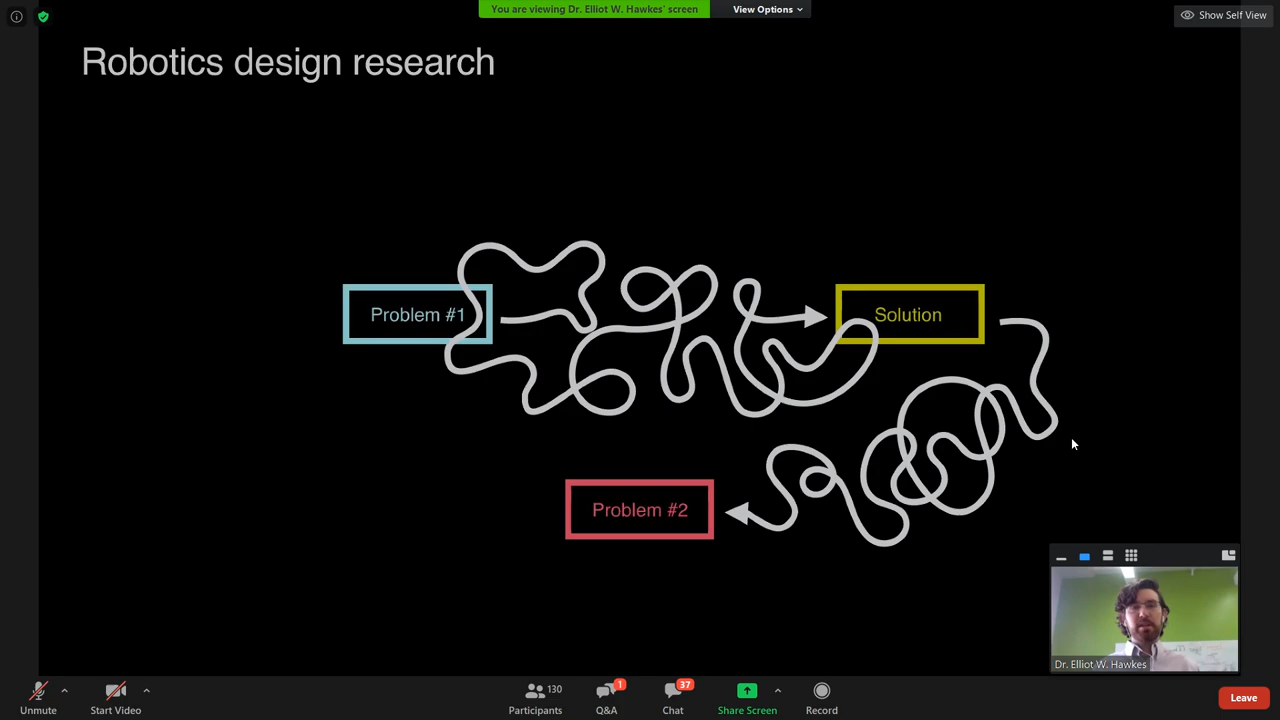 You are viewing Dr. Elliot W. Hawkes' screen
View Options
Show Self View
Robotics design research
Problem #1
Solution
Problem #2
Dr. Elliot W. Hawkes
Unmute
Start Video
130
Participants
1
Q&A
37
Chat
Share Screen
Record
Leave